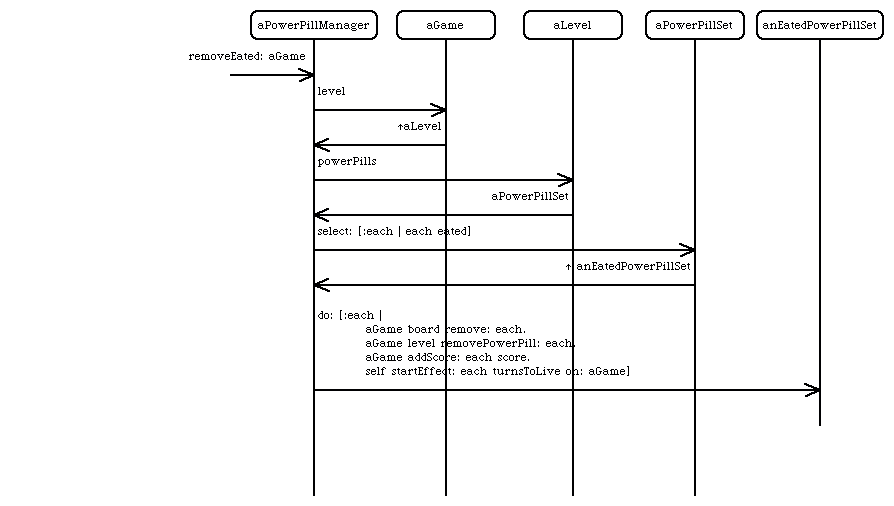 aPowerPillManager
aGame
aLevel
aPowerPillSet
anEatedPowerPillSet
removeEated: aGame
level
↑aLevel
powerPills
aPowerPillSet
select: [:each | each eated]
↑ anEatedPowerPillSet
do: [:each |
aGame board remove: each.
aGame level removePowerPill: each.
aGame addScore: each score.
self startEffect: each turnsToLive on: aGame]